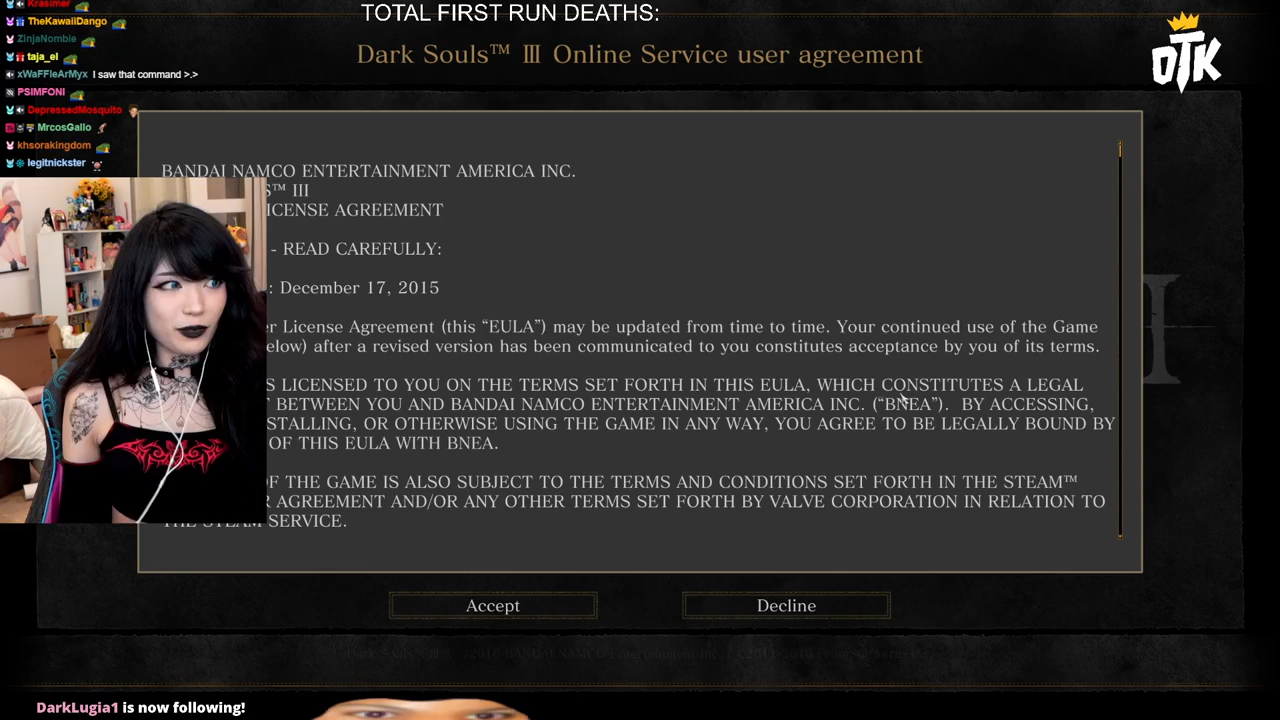 Krasimer
TheKawaiiDango
ZinjaNombie
taja_el
xWaFFleArMyx I saw that command >.>
PSIMFONI
DepressedMosquito
MrcosGallo
khsorakingdom
legitnickster
TOTAL FIRST RUN DEATHS:
Dark Souls™ III Online Service user agreement
OTK
BANDAI NAMCO ENTERTAINMENT AMERICA INC.
S™ III
ICENSE AGREEMENT
- READ CAREFULLY:
: December 17, 2015
er License Agreement (this “EULA”) may be updated from time to time. Your continued use of the Game
elow) after a revised version has been communicated to you constitutes acceptance by you of its terms.
S LICENSED TO YOU ON THE TERMS SET FORTH IN THIS EULA, WHICH CONSTITUTES A LEGAL
T BETWEEN YOU AND BANDAI NAMCO ENTERTAINMENT AMERICA INC. (“BNEA”). BY ACCESSING,
STALLING, OR OTHERWISE USING THE GAME IN ANY WAY, YOU AGREE TO BE LEGALLY BOUND BY
OF THIS EULA WITH BNEA.
OF THE GAME IS ALSO SUBJECT TO THE TERMS AND CONDITIONS SET FORTH IN THE STEAM™
R AGREEMENT AND/OR ANY OTHER TERMS SET FORTH BY VALVE CORPORATION IN RELATION TO
THE STEAM SERVICE.
Accept
Decline
DarkLugia1 is now following!